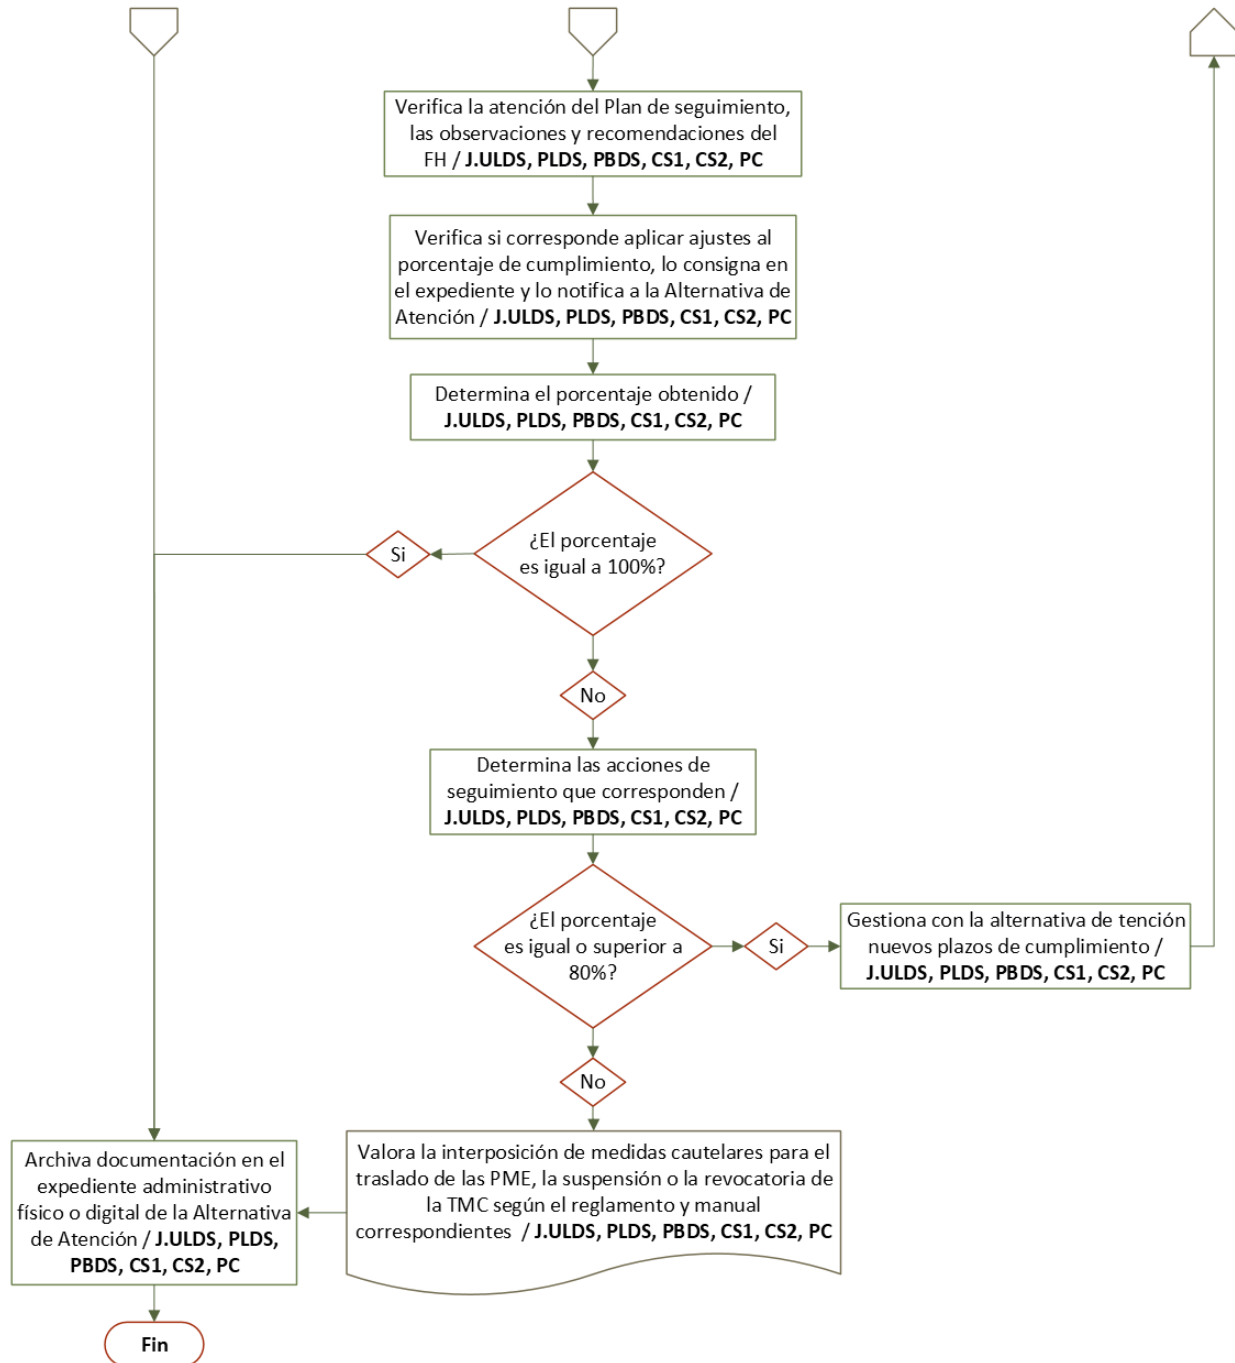 Verifica la atención del Plan de seguimiento,
las observaciones y recomendaciones del
FH / J.ULDS, PLDS, PBDS, CS1, CS2, PC
Verifica si corresponde aplicar ajustes al
porcentaje de cumplimiento, lo consigna en
el expediente y lo notifica a la Alternativa de
Atención / J.ULDS, PLDS, PBDS, CS1, CS2, PC
Determina el porcentaje obtenido /
J.ULDS, PLDS, PBDS, CS1, CS2, PC
¿El porcentaje
es igual a 100%?
Si
No
Determina las acciones de
seguimiento que corresponden /
J.ULDS, PLDS, PBDS, CS1, CS2, PC
¿El porcentaje
es igual o superior a
80%?
Si
Gestiona con la alternativa de tención
nuevos plazos de cumplimiento /
J.ULDS, PLDS, PBDS, CS1, CS2, PC
No
Valora la interposición de medidas cautelares para el
traslado de las PME, la suspensión o la revocatoria de
la TMC según el reglamento y manual
correspondientes / J.ULDS, PLDS, PBDS, CS1, CS2, PC
Archiva documentación en el
expediente administrativo
físico o digital de la Alternativa
de Atención / J.ULDS, PLDS,
PBDS, CS1, CS2, PC
Fin